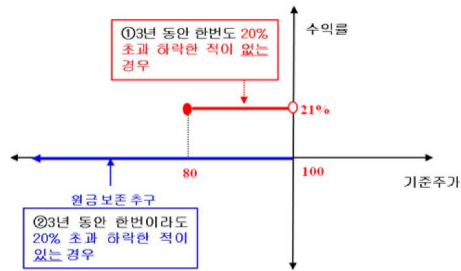 ①3년 동안 한번도 20%
초과 하락한 적이 없는
경우
수익률
21%
80
100
기준주가
원금 보존 추구
②3년 동안 한번이라도
20% 초과 하락한 적이
있는 경우